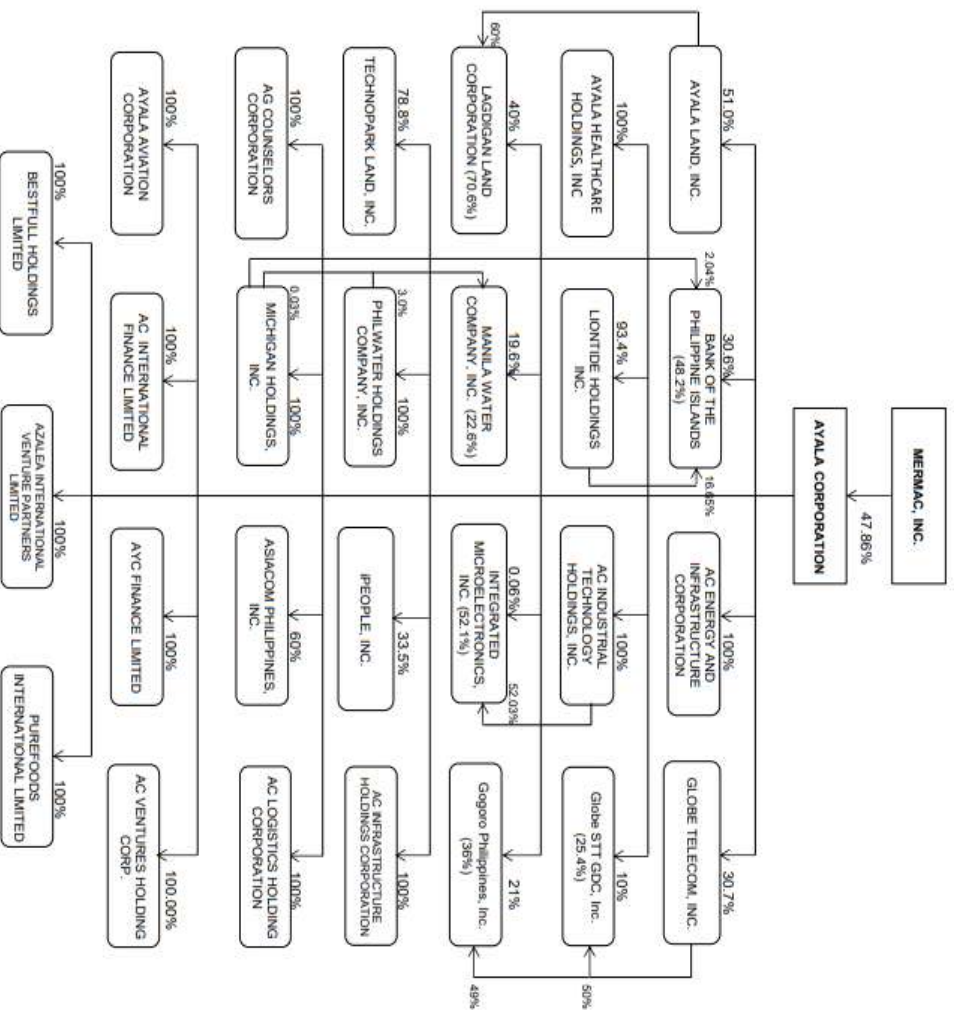 MERMAC, INC.
47.86%
AYALA CORPORATION
51.0%
AYALA LAND, INC.
30.6%
BANK OF THE
PHILIPPINE ISLANDS
(48.2%)
2.04%
16.65%
100%
AC ENERGY AND
INFRASTRUCTURE
CORPORATION
30.7%
GLOBE TELECOM, INC.
100%
AYALA HEALTHCARE
HOLDINGS, INC
93.4%
LIONTIDE HOLDINGS
INC.
100%
AC INDUSTRIAL
TECHNOLOGY
HOLDINGS, INC.
10%
Globe STT GDC, Inc.
(25.4%)
50%
60%
40%
LAGDIGAN LAND
CORPORATION (70.6%)
19.6%
MANILA WATER
COMPANY, INC. (22.6%)
0.06%
52.03%
INTEGRATED
MICROELECTRONICS,
INC. (52.1%)
21%
Gogoro Philippines, Inc.
(36%)
49%
78.8%
TECHNOPARK LAND, INC.
3.0%
100%
PHILWATER HOLDINGS
COMPANY, INC.
33.5%
iPEOPLE, INC.
100%
AC INFRASTRUCTURE
HOLDINGS CORPORATION
100%
AG COUNSELORS
CORPORATION
0.03%
100%
MICHIGAN HOLDINGS,
INC.
60%
ASIACOM PHILIPPINES,
INC.
100%
AC LOGISTICS HOLDING
CORPORATION
100%
AYALA AVIATION
CORPORATION
100%
AC INTERNATIONAL
FINANCE LIMITED
100%
AYC FINANCE LIMITED
100.00%
AC VENTURES HOLDING
CORP.
100%
BESTFULL HOLDINGS
LIMITED
100%
AZALEA INTERNATIONAL
VENTURE PARTNERS
LIMITED
100%
PUREFOODS
INTERNATIONAL LIMITED